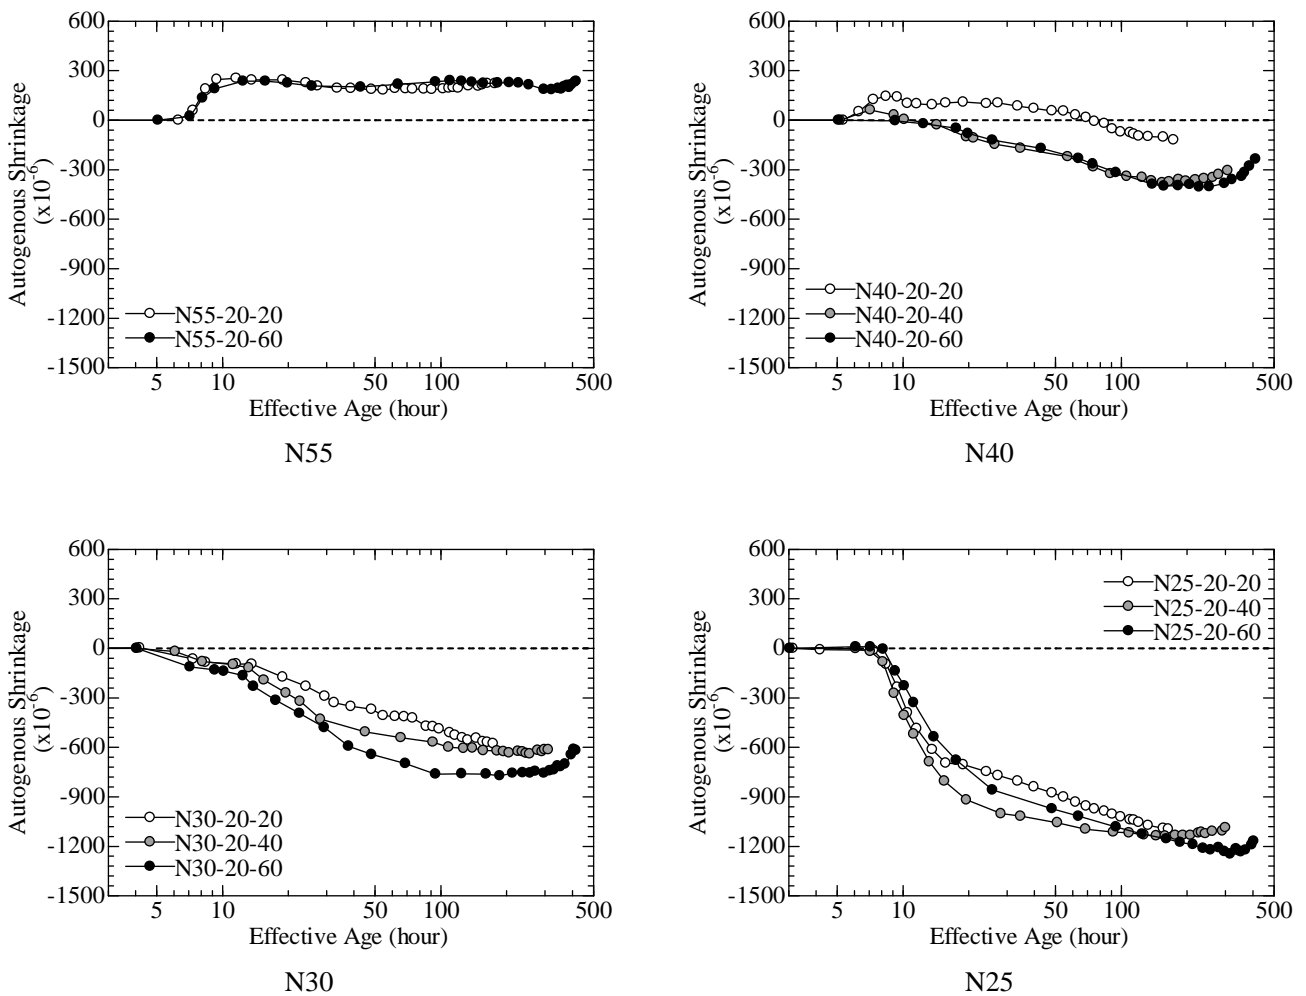 600
300
0
-300
-600
-900
-1200
-1500
Autogenous Shrinkage
(x10-6)
N55-20-20
N55-20-60
5 10 50 100 500
Effective Age (hour)
N55
600
300
0
-300
-600
-900
-1200
-1500
Autogenous Shrinkage
(x10-6)
N40-20-20
N40-20-40
N40-20-60
5 10 50 100 500
Effective Age (hour)
N40
600
300
0
-300
-600
-900
-1200
-1500
Autogenous Shrinkage
(x10-6)
N30-20-20
N30-20-40
N30-20-60
5 10 50 100 500
Effective Age (hour)
N30
600
300
0
-300
-600
-900
-1200
-1500
Autogenous Shrinkage
(x10-6)
N25-20-20
N25-20-40
N25-20-60
5 10 50 100 500
Effective Age (hour)
N25